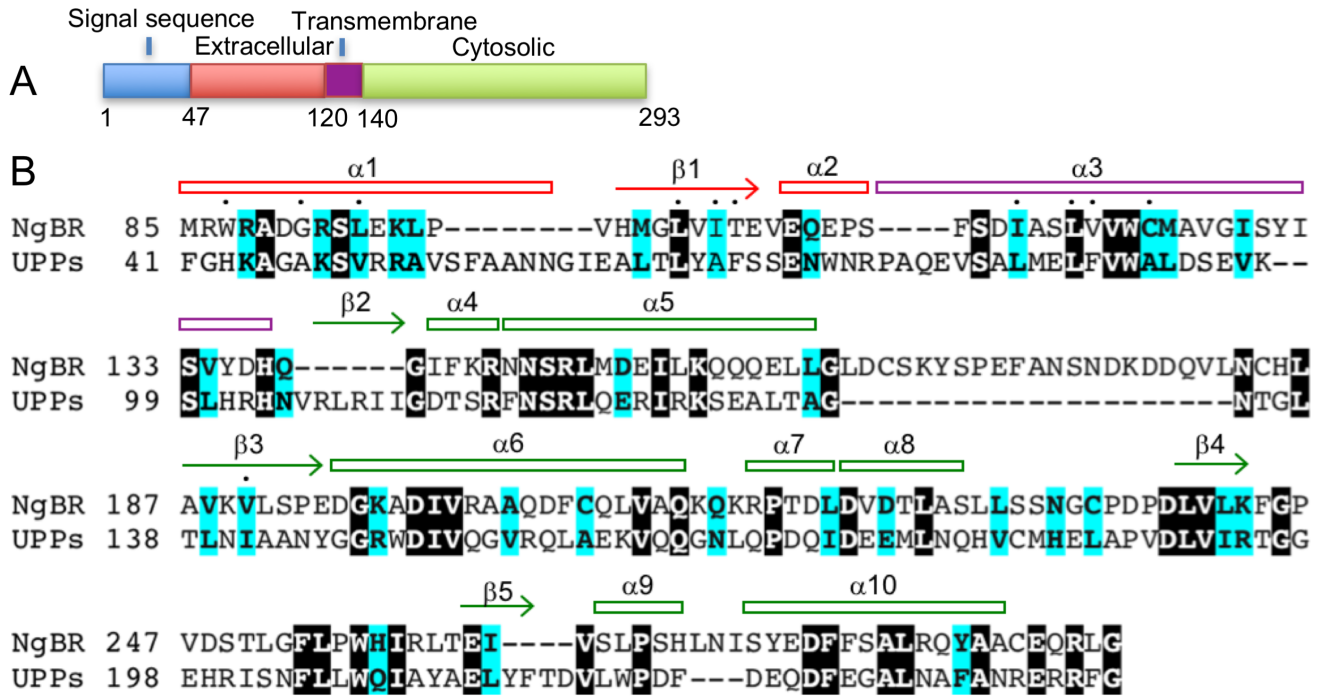 Signal sequence Transmembrane
A Extracellular Cytosolic
1 47 120 140 293
B α1 β1 α2 α3
NgBR 85 MRWRADGRSLEKLP---------VHMGLVITEVEQEPS----FSDIASLVVWCMAVGISYI
UPPs 41 FGHKAGAKSVRRAVSFAANNGIEALTLYAFSSENWNRPAQEVSALMELFVWALDSEVK--
β2 α4 α5
NgBR 133 SVYDHQ------GIFKRNNSRLMDEILKQQQELLGLDCSKYSPEFANSNDKDDQVLNCHL
UPPs 99 SLHRHNVRLRIIGDTSRFNSRLQERIRKSEALTAG---------------------NTGL
β3 α6 α7 α8 β4
NgBR 187 AVKVLSPEDGKADIVRAAQDFCQLVAQKQKRPTDLDVDTLASLLSSNGCPDPDLVLKFGP
UPPs 138 TLNIAANYGGRWDIVQGVRQLAEKVQQGNLQPDQIDEEMLNQHVCMHELAPVDLVIRTGG
β5 α9 α10
NgBR 247 VDSTLGFLPWHIRLTEI----VSLPSHLNISYEDFFSALRQYAACEQRLG
UPPs 198 EHRISNFLLWQIAYAELYFTDVLWPDF---DEQDFEGALNAFANRERRFG